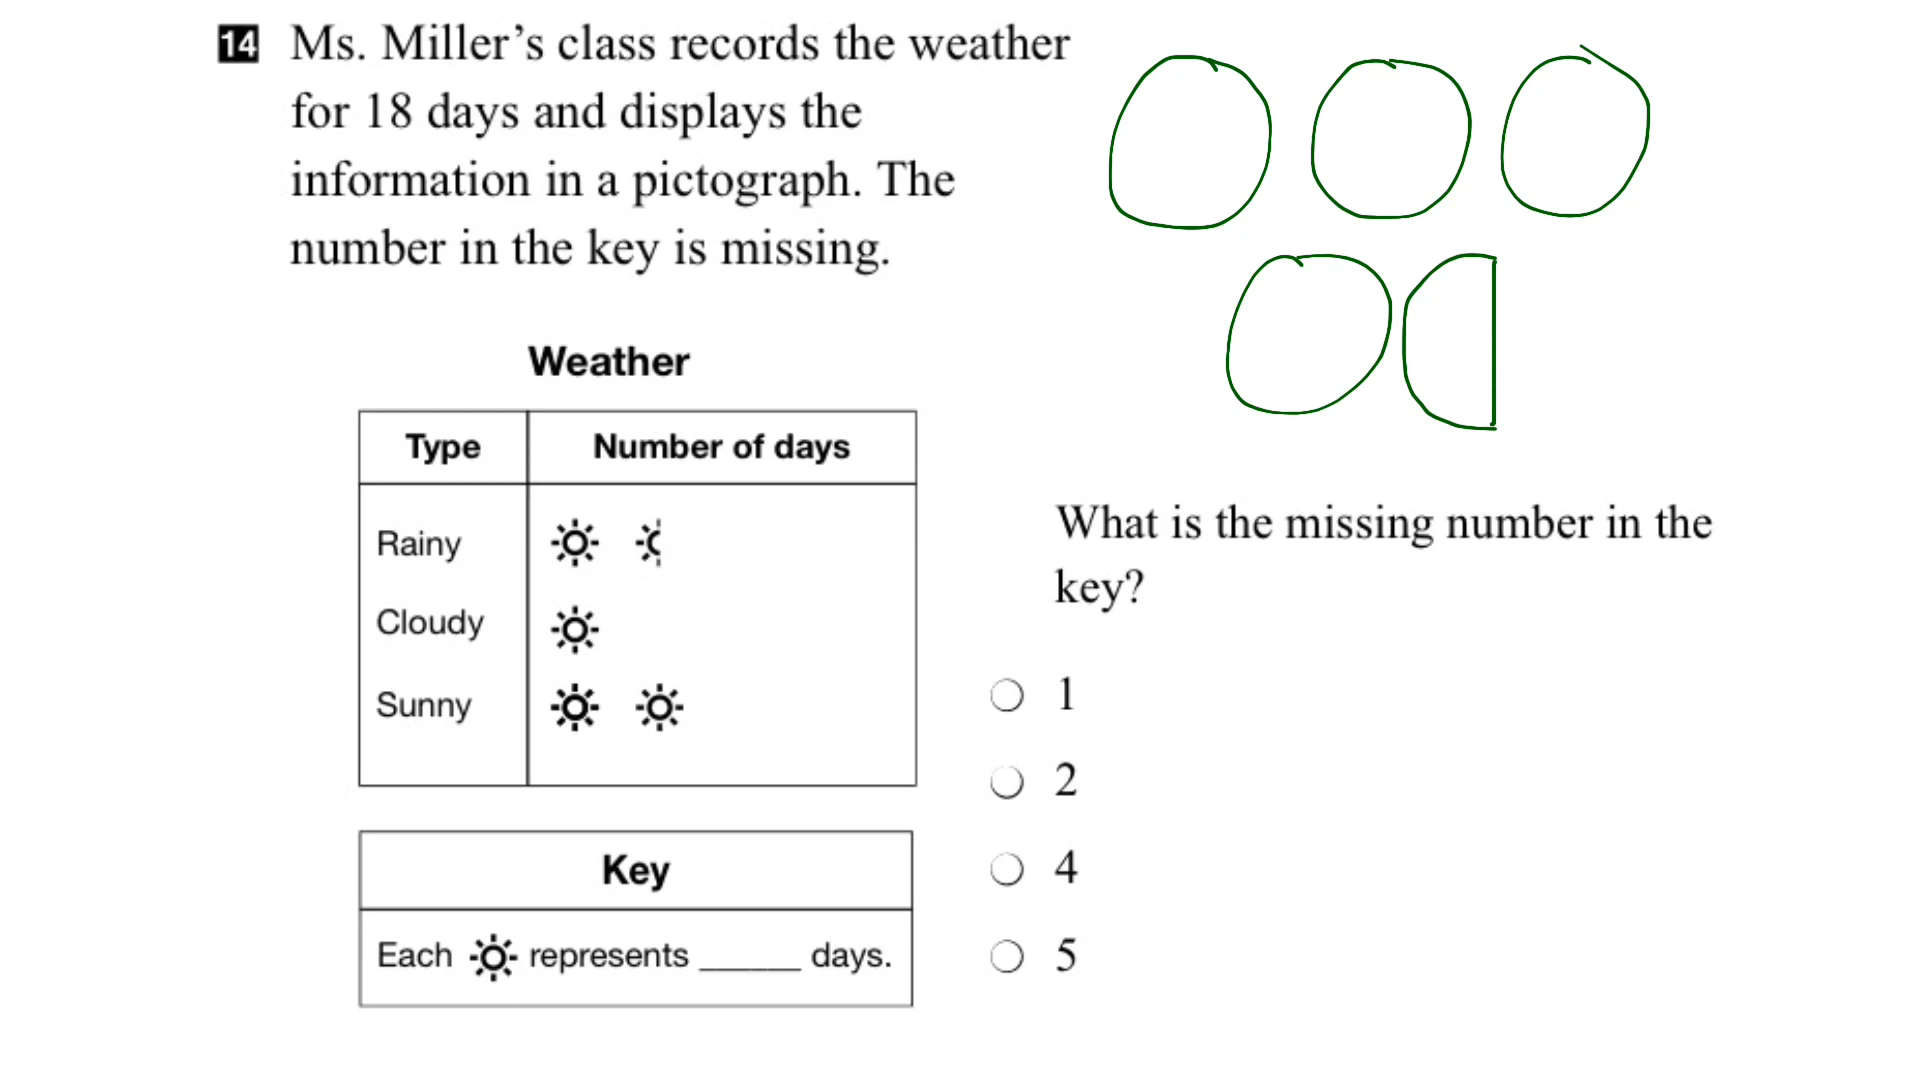 14 Ms. Miller’s class records the weather
for 18 days and displays the
information in a pictograph. The
number in the key is missing.
Weather
Type Number of days
Rainy
Cloudy
Sunny
Key
Each represents ______ days.
What is the missing number in the
key?
1
2
4
5